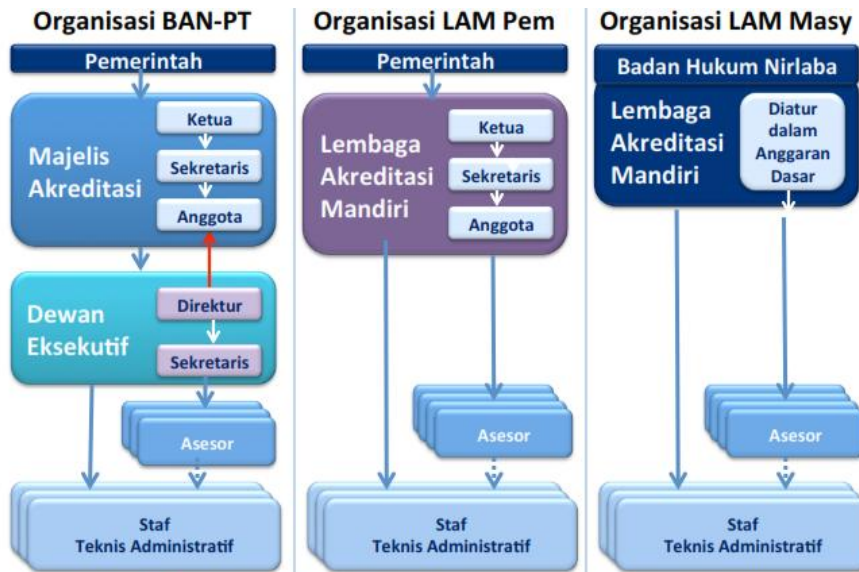 Organisasi BAN-PT
Pemerintah
Majelis
Akreditasi
Ketua
Sekretaris
Anggota
Dewan
Eksekutif
Direktur
Sekretaris
Asesor
Staf
Teknis Administratif
Organisasi LAM Pem
Pemerintah
Lembaga
Akreditasi
Mandiri
Ketua
Sekretaris
Anggota
Asesor
Staf
Teknis Administratif
Organisasi LAM Masy
Badan Hukum Nirlaba
Lembaga
Akreditasi
Mandiri
Diatur
dalam
Anggaran
Dasar
Asesor
Staf
Teknis Administratif